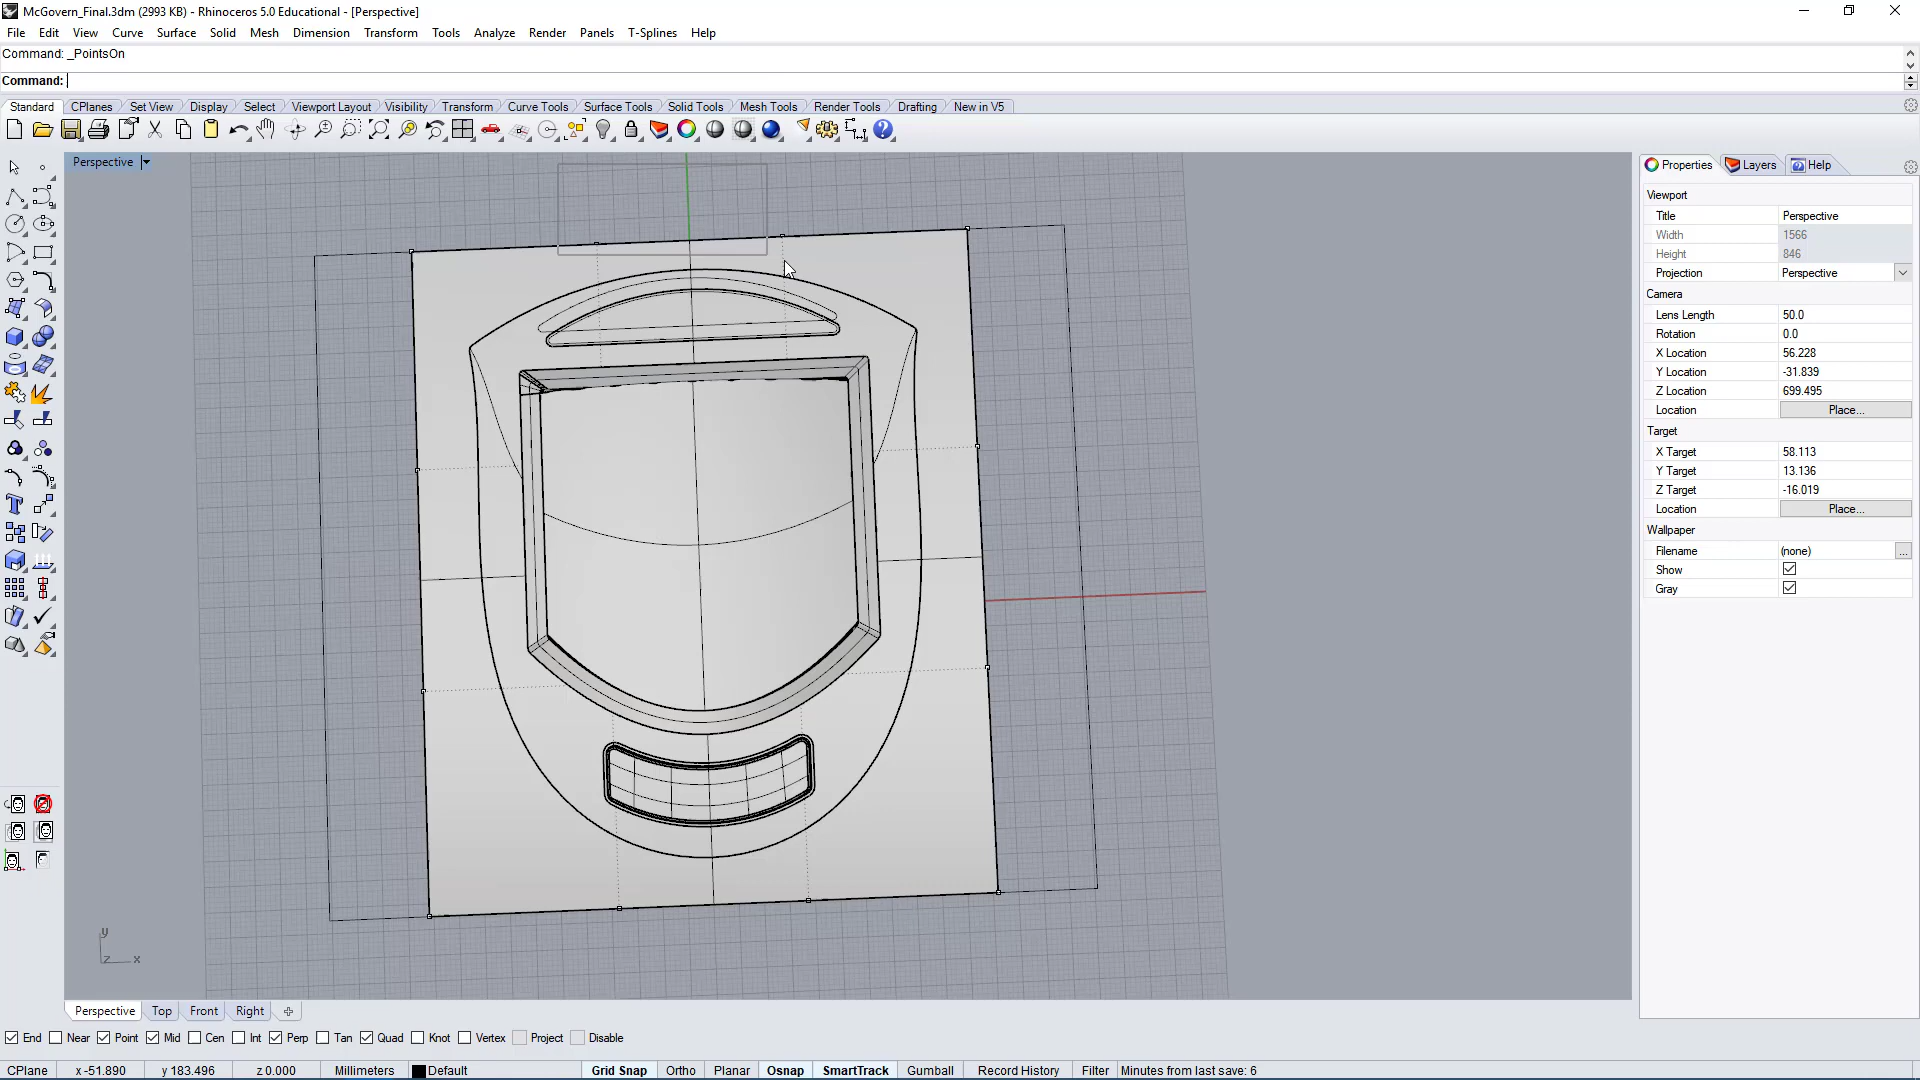 McGovern_Final.3dm (2993 KB) - Rhinoceros 5.0 Educational - [Perspective]
File Edit View Curve Surface Solid Mesh Dimension Transform Tools Analyze Render Panels T-Splines Help
Command: _PointsOn
Command:
Standard CPlanes Set View Display Select Viewport Layout Visibility Transform Curve Tools Surface Tools Solid Tools Mesh Tools Render Tools Drafting New in V5
Perspective
Properties Layers Help
Viewport
Title Perspective
Width 1566
Height 846
Projection Perspective
Camera
Lens Length 50.0
Rotation 0.0
X Location 56.228
Y Location -31.839
Z Location 699.495
Location Place...
Target
X Target 58.113
Y Target 13.136
Z Target -16.019
Location Place...
Wallpaper
Filename (none) ...
Show
Gray
y
z x
Perspective Top Front Right
End Near Point Mid Cen Int Perp Tan Quad Knot Vertex Project Disable
CPlane x -51.890 y 183.496 z 0.000 Millimeters Default Grid Snap Ortho Planar Osnap SmartTrack Gumball Record History Filter Minutes from last save: 6